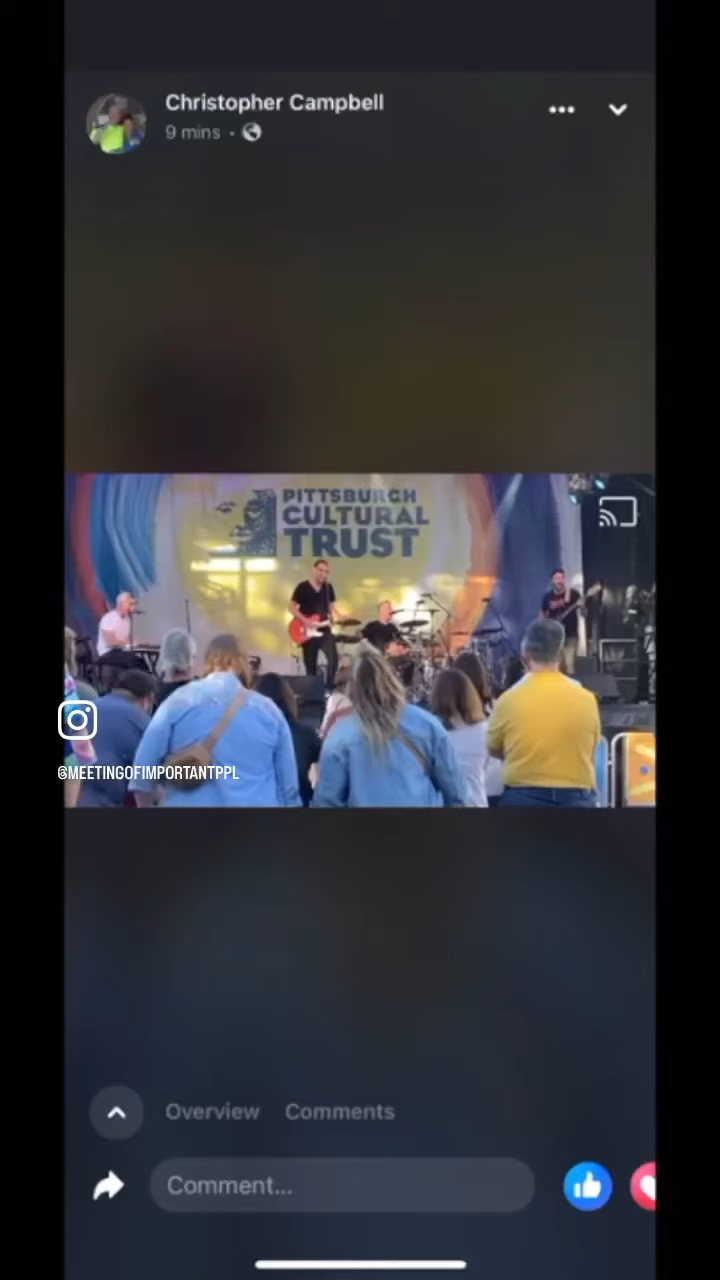 Christopher Campbell
9 mins ·
PITTSBURGH
CULTURAL
TRUST
@MEETINGOFIMPORTANTPPL
Overview Comments
Comment...